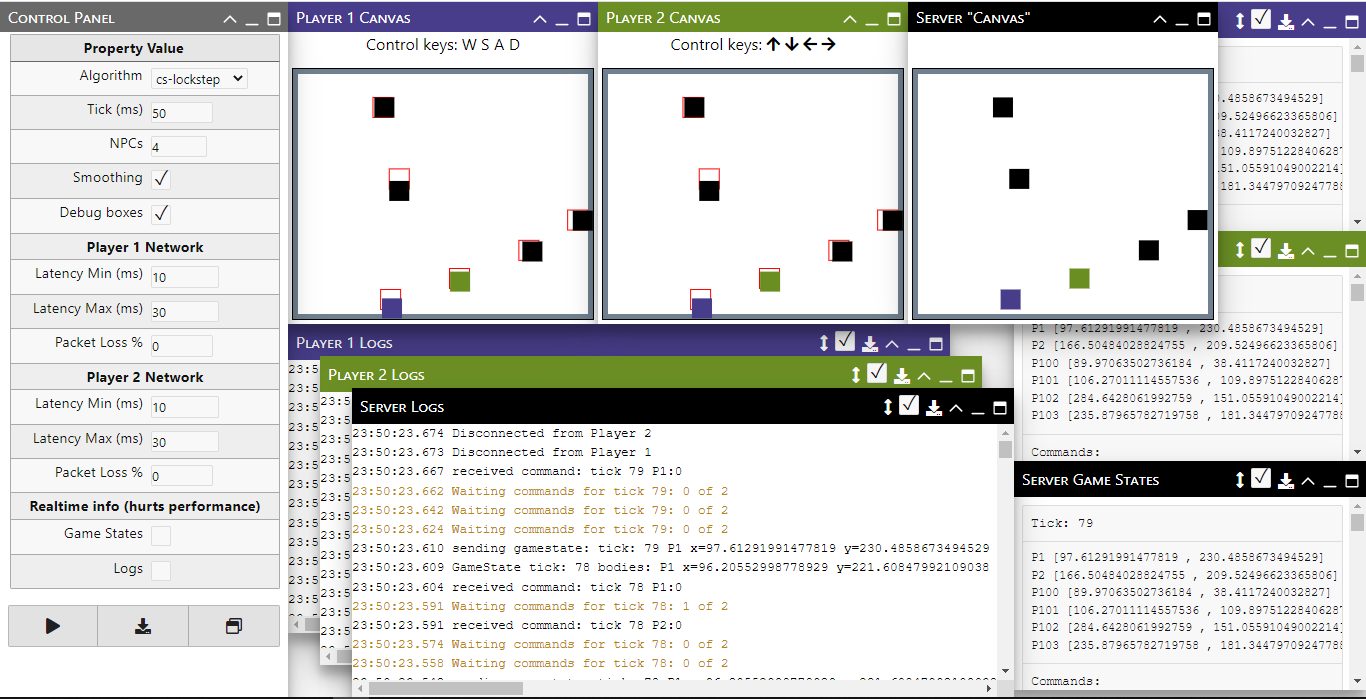 Control Panel
Property Value
Algorithm cs-lockstep
Tick (ms) 50
NPCs 4
Smoothing
Debug boxes
Player 1 Network
Latency Min (ms) 10
Latency Max (ms) 30
Packet Loss % 0
Player 2 Network
Latency Min (ms) 10
Latency Max (ms) 30
Packet Loss % 0
Realtime info (hurts performance)
Game States
Logs
Player 1 Canvas
Control keys: W S A D
Player 2 Canvas
Control keys: ↑ ↓ ← →
Server "Canvas"
.4858673494529]
9.52496623365806]
38.4117240032827]
109.8975122840628
151.05591049002214]
181.3447970924778
P1 [97.61291991477819 , 230.4858673494529]
P2 [166.50484028824755 , 209.52496623365806]
P100 [89.97063502736184 , 38.4117240032827]
P101 [106.27011114557536 , 109.8975122840628
P102 [284.6428061992759 , 151.05591049002214]
P103 [235.87965782719758 , 181.3447970924778
Commands:
Player 1 Logs
23:5
Player 2 Logs
23:5
Server Logs
23:50:23.674 Disconnected from Player 2
23:50:23.673 Disconnected from Player 1
23:50:23.667 received command: tick 79 P1:0
23:50:23.662 Waiting commands for tick 79: 0 of 2
23:50:23.642 Waiting commands for tick 79: 0 of 2
23:50:23.624 Waiting commands for tick 79: 0 of 2
23:50:23.610 sending gamestate: tick: 79 P1 x=97.61291991477819 y=230.4858673494529
23:50:23.609 GameState tick: 78 bodies: P1 x=96.20552998778929 y=221.60847992109038
23:50:23.604 received command: tick 78 P1:0
23:50:23.591 Waiting commands for tick 78: 1 of 2
23:50:23.591 received command: tick 78 P2:0
23:50:23.574 Waiting commands for tick 78: 0 of 2
23:50:23.558 Waiting commands for tick 78: 0 of 2
Server Game States
Tick: 79
P1 [97.61291991477819 , 230.4858673494529]
P2 [166.50484028824755 , 209.52496623365806]
P100 [89.97063502736184 , 38.4117240032827]
P101 [106.27011114557536 , 109.8975122840628
P102 [284.6428061992759 , 151.05591049002214]
P103 [235.87965782719758 , 181.3447970924778
Commands: